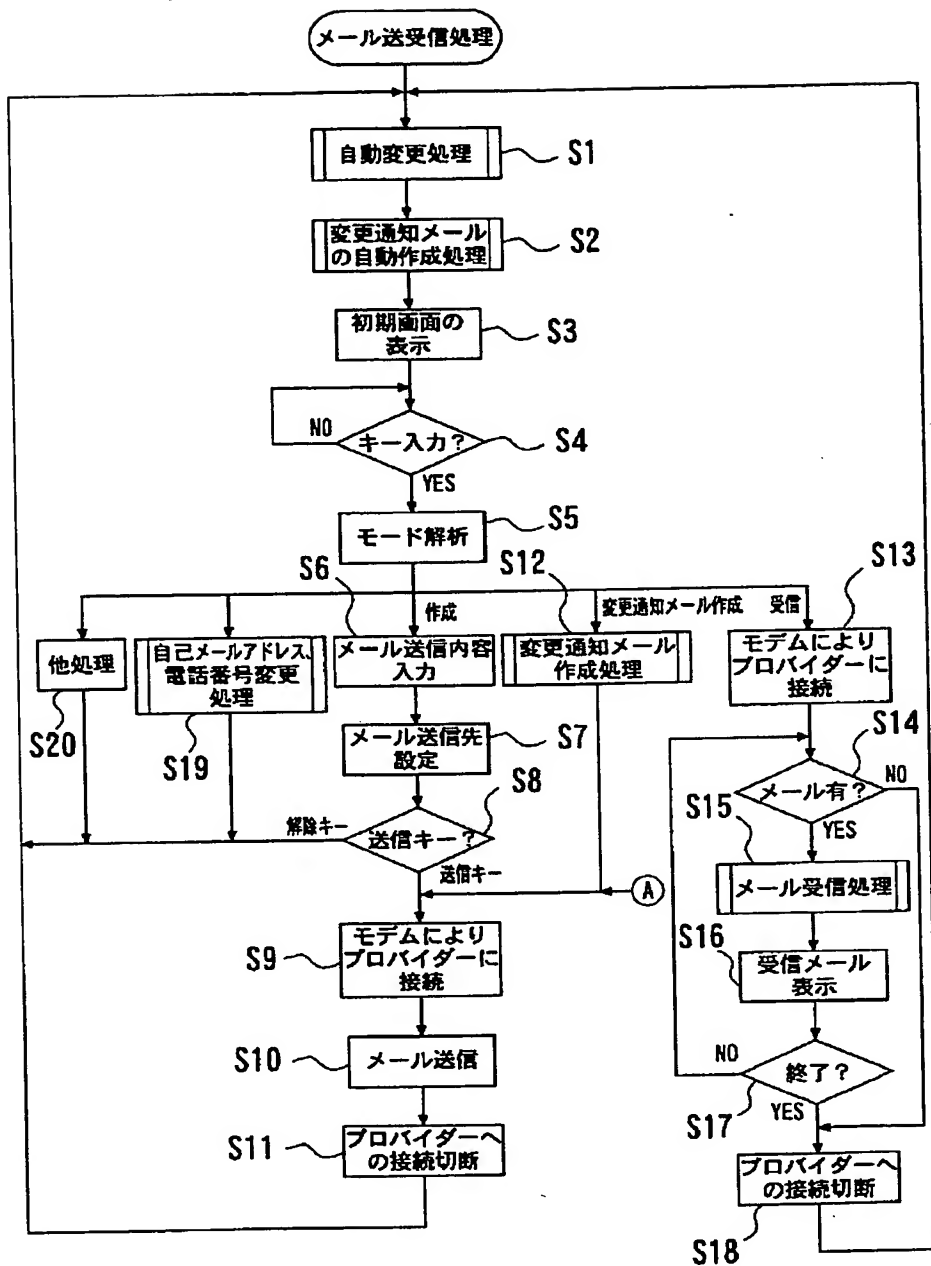 メール送受信処理
自動変更処理
S1
変更通知メール
の自動作成処理
S2
初期画面の
表示
S3
NO
キー入力？
S4
YES
モード解析
S5
S6
S12
S13
作成
変更通知メール作成
受信
他処理
S20
自己メールアドレス、
電話番号変更
処理
S19
メール送信内容
入力
変更通知メール
作成処理
モデムにより
プロバイダーに
接続
メール送信先
設定
S7
S14
メール有？
NO
S15
YES
S8
解除キー
送信キー？
送信キー
A
メール受信処理
S16
受信メール
表示
S9
モデムにより
プロバイダーに
接続
S10
メール送信
NO
終了？
S17
YES
S11
プロバイダーへ
の接続切断
プロバイダーへ
の接続切断
S18